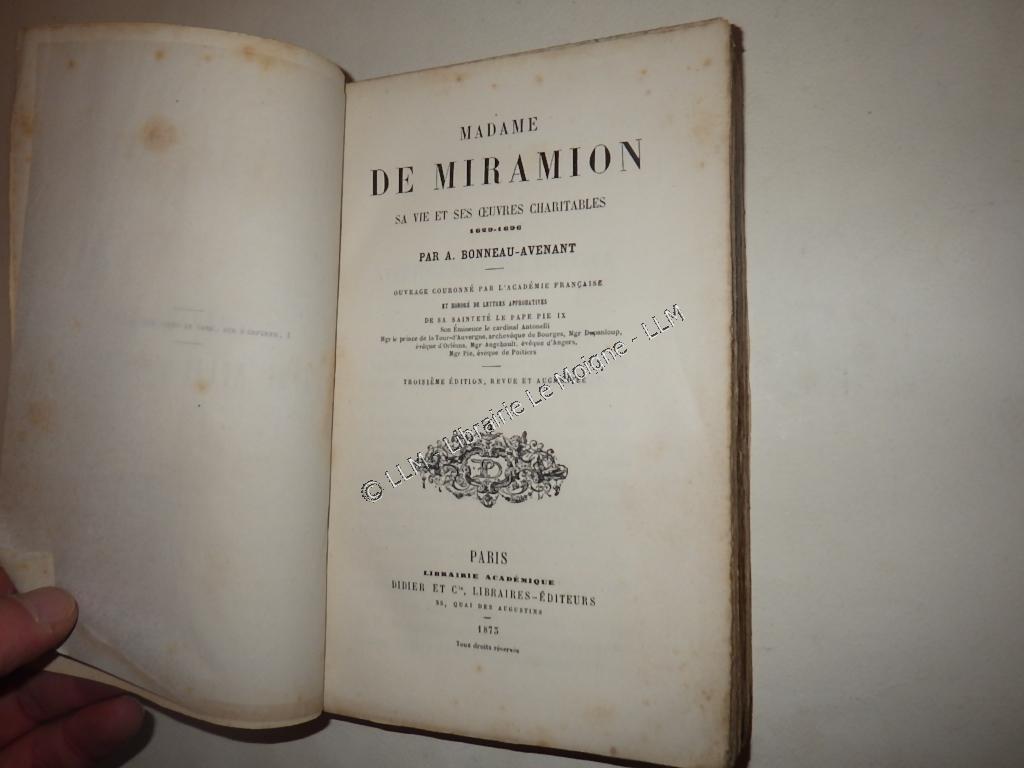 MADAME
DE MIRAMION
SA VIE ET SES ŒUVRES CHARITABLES
1629-1696
PAR A. BONNEAU-AVENANT
OUVRAGE COURONNÉ PAR L'ACADÉMIE FRANÇAISE
ET HONORÉ DE LETTRES APPROBATIVES
DE SA SAINTETÉ LE PAPE PIE IX
Son Éminence le cardinal Antonelli
Mgr le prince de la Tour-d'Auvergne, archevêque de Bourges, Mgr Dupanloup,
évêque d'Orléans, Mgr Angebault, évêque d'Angers,
Mgr Pie, évêque de Poitiers
TROISIÈME ÉDITION, REVUE ET AUGMENTÉE
© LLM - Librairie Le Moigne - LLM
PARIS
LIBRAIRIE ACADÉMIQUE
DIDIER ET Cie, LIBRAIRES-ÉDITEURS
35, QUAI DES AUGUSTINS
1873
Tous droits réservés